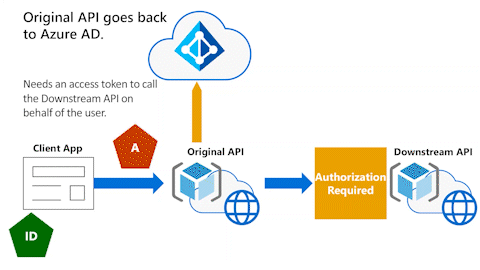 Original API goes back
to Azure AD.
Needs an access token to call
the Downstream API on
behalf of the user.
Client App
A
Original API
Downstream API
Authorization
Required
ID